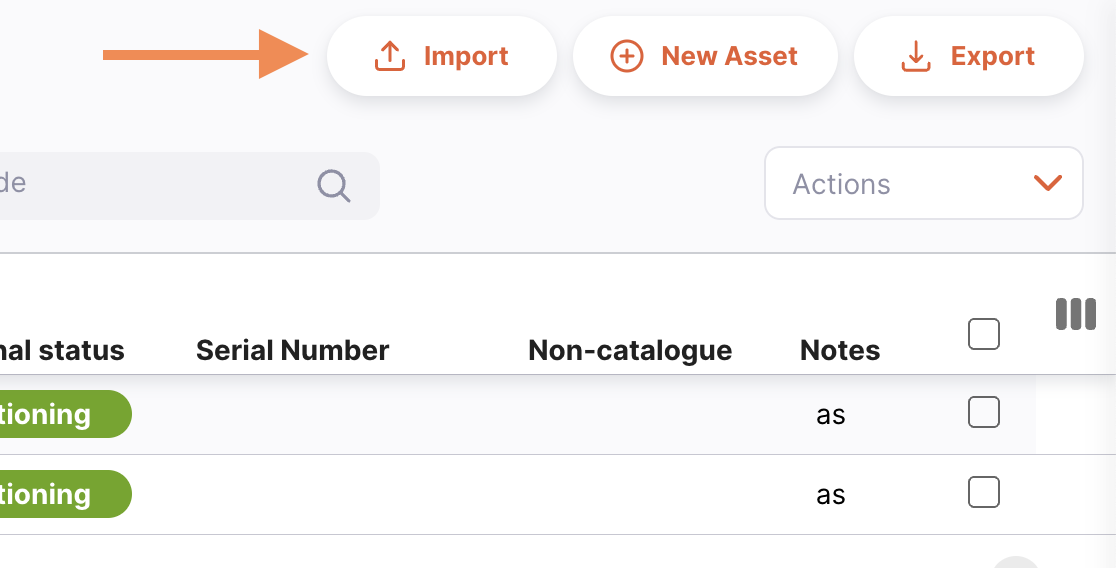 Import New Asset Export
de Actions
nal status Serial Number Non-catalogue Notes
tioning as
tioning as